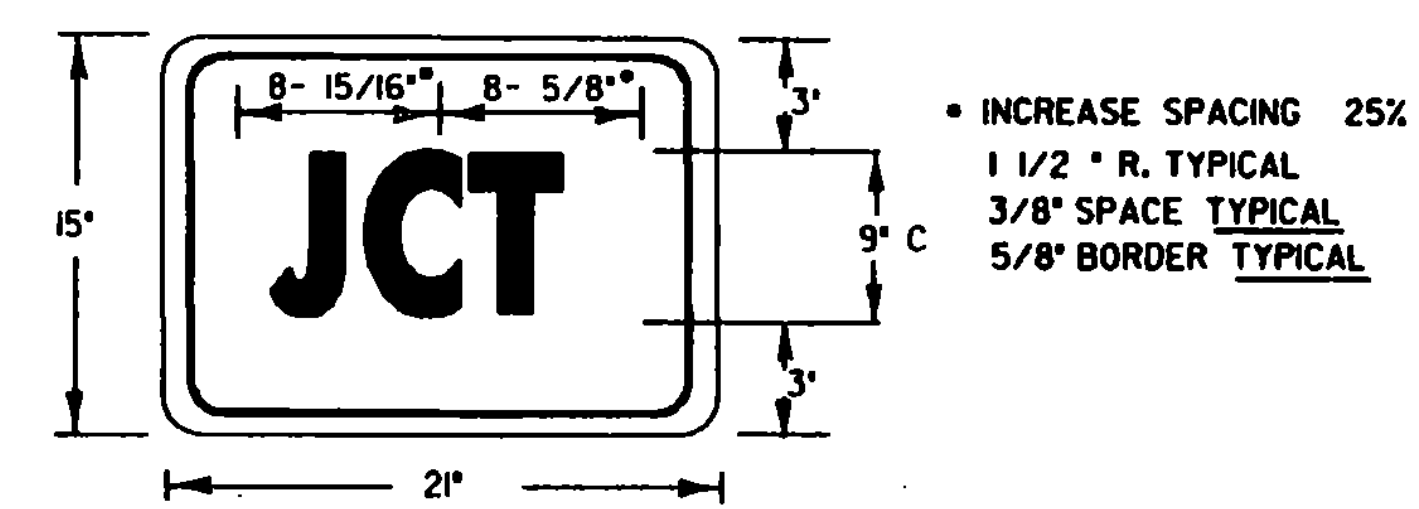 8- 15/16"• 8- 5/8"•
3"
• INCREASE SPACING 25%
1 1/2 " R. TYPICAL
JCT
3/8" SPACE TYPICAL
15"
9" C
5/8" BORDER TYPICAL
3"
21"